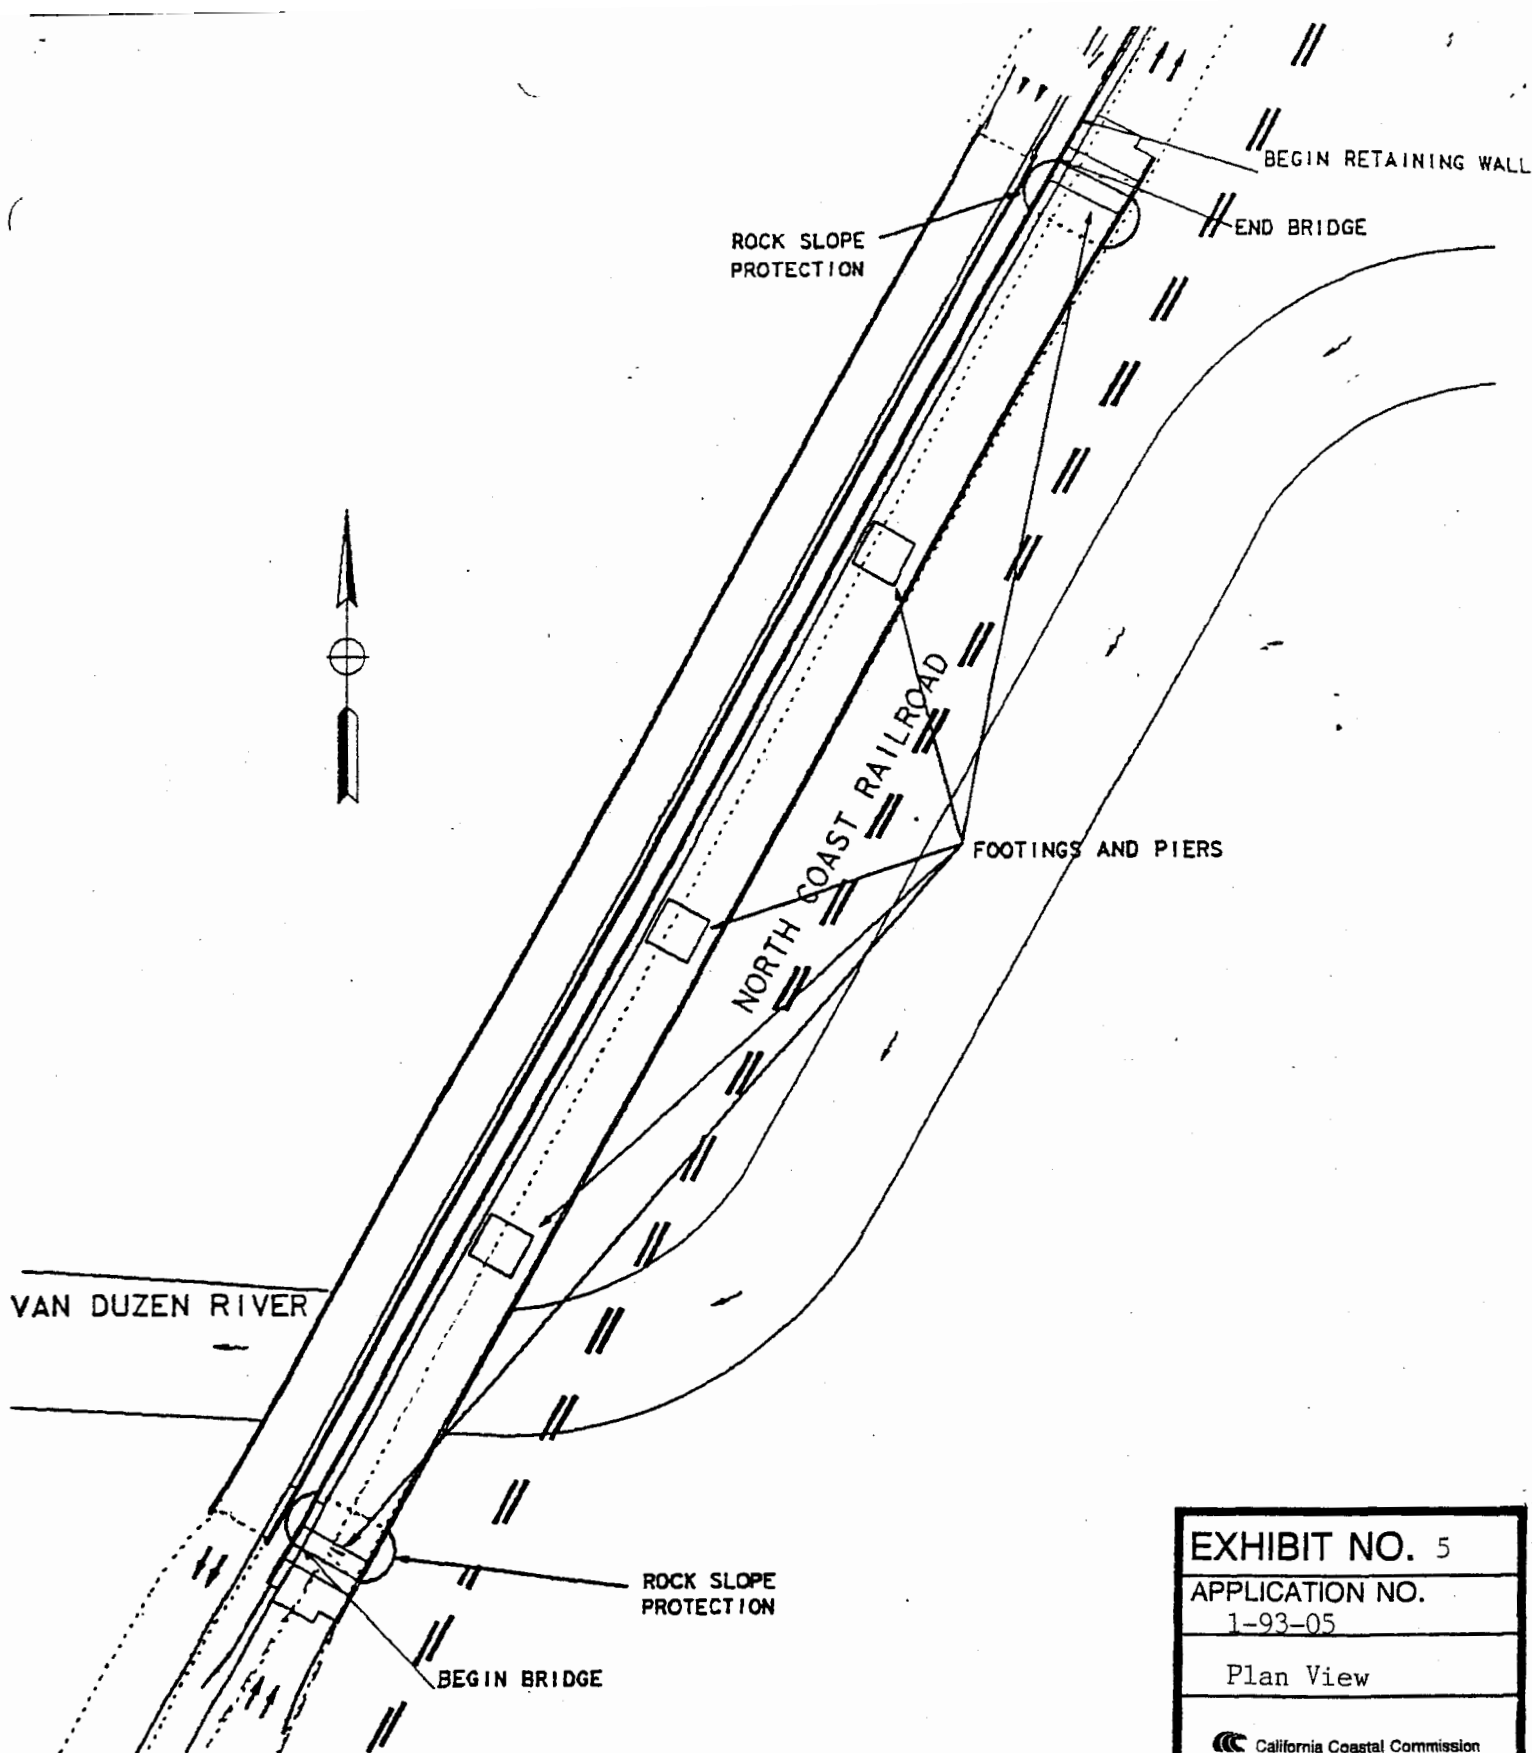 BEGIN RETAINING WALL
END BRIDGE
ROCK SLOPE
PROTECTION
NORTH COAST RAILROAD
FOOTINGS AND PIERS
VAN DUZEN RIVER
ROCK SLOPE
PROTECTION
BEGIN BRIDGE
EXHIBIT NO. 5
APPLICATION NO.
1-93-05
Plan View
California Coastal Commission